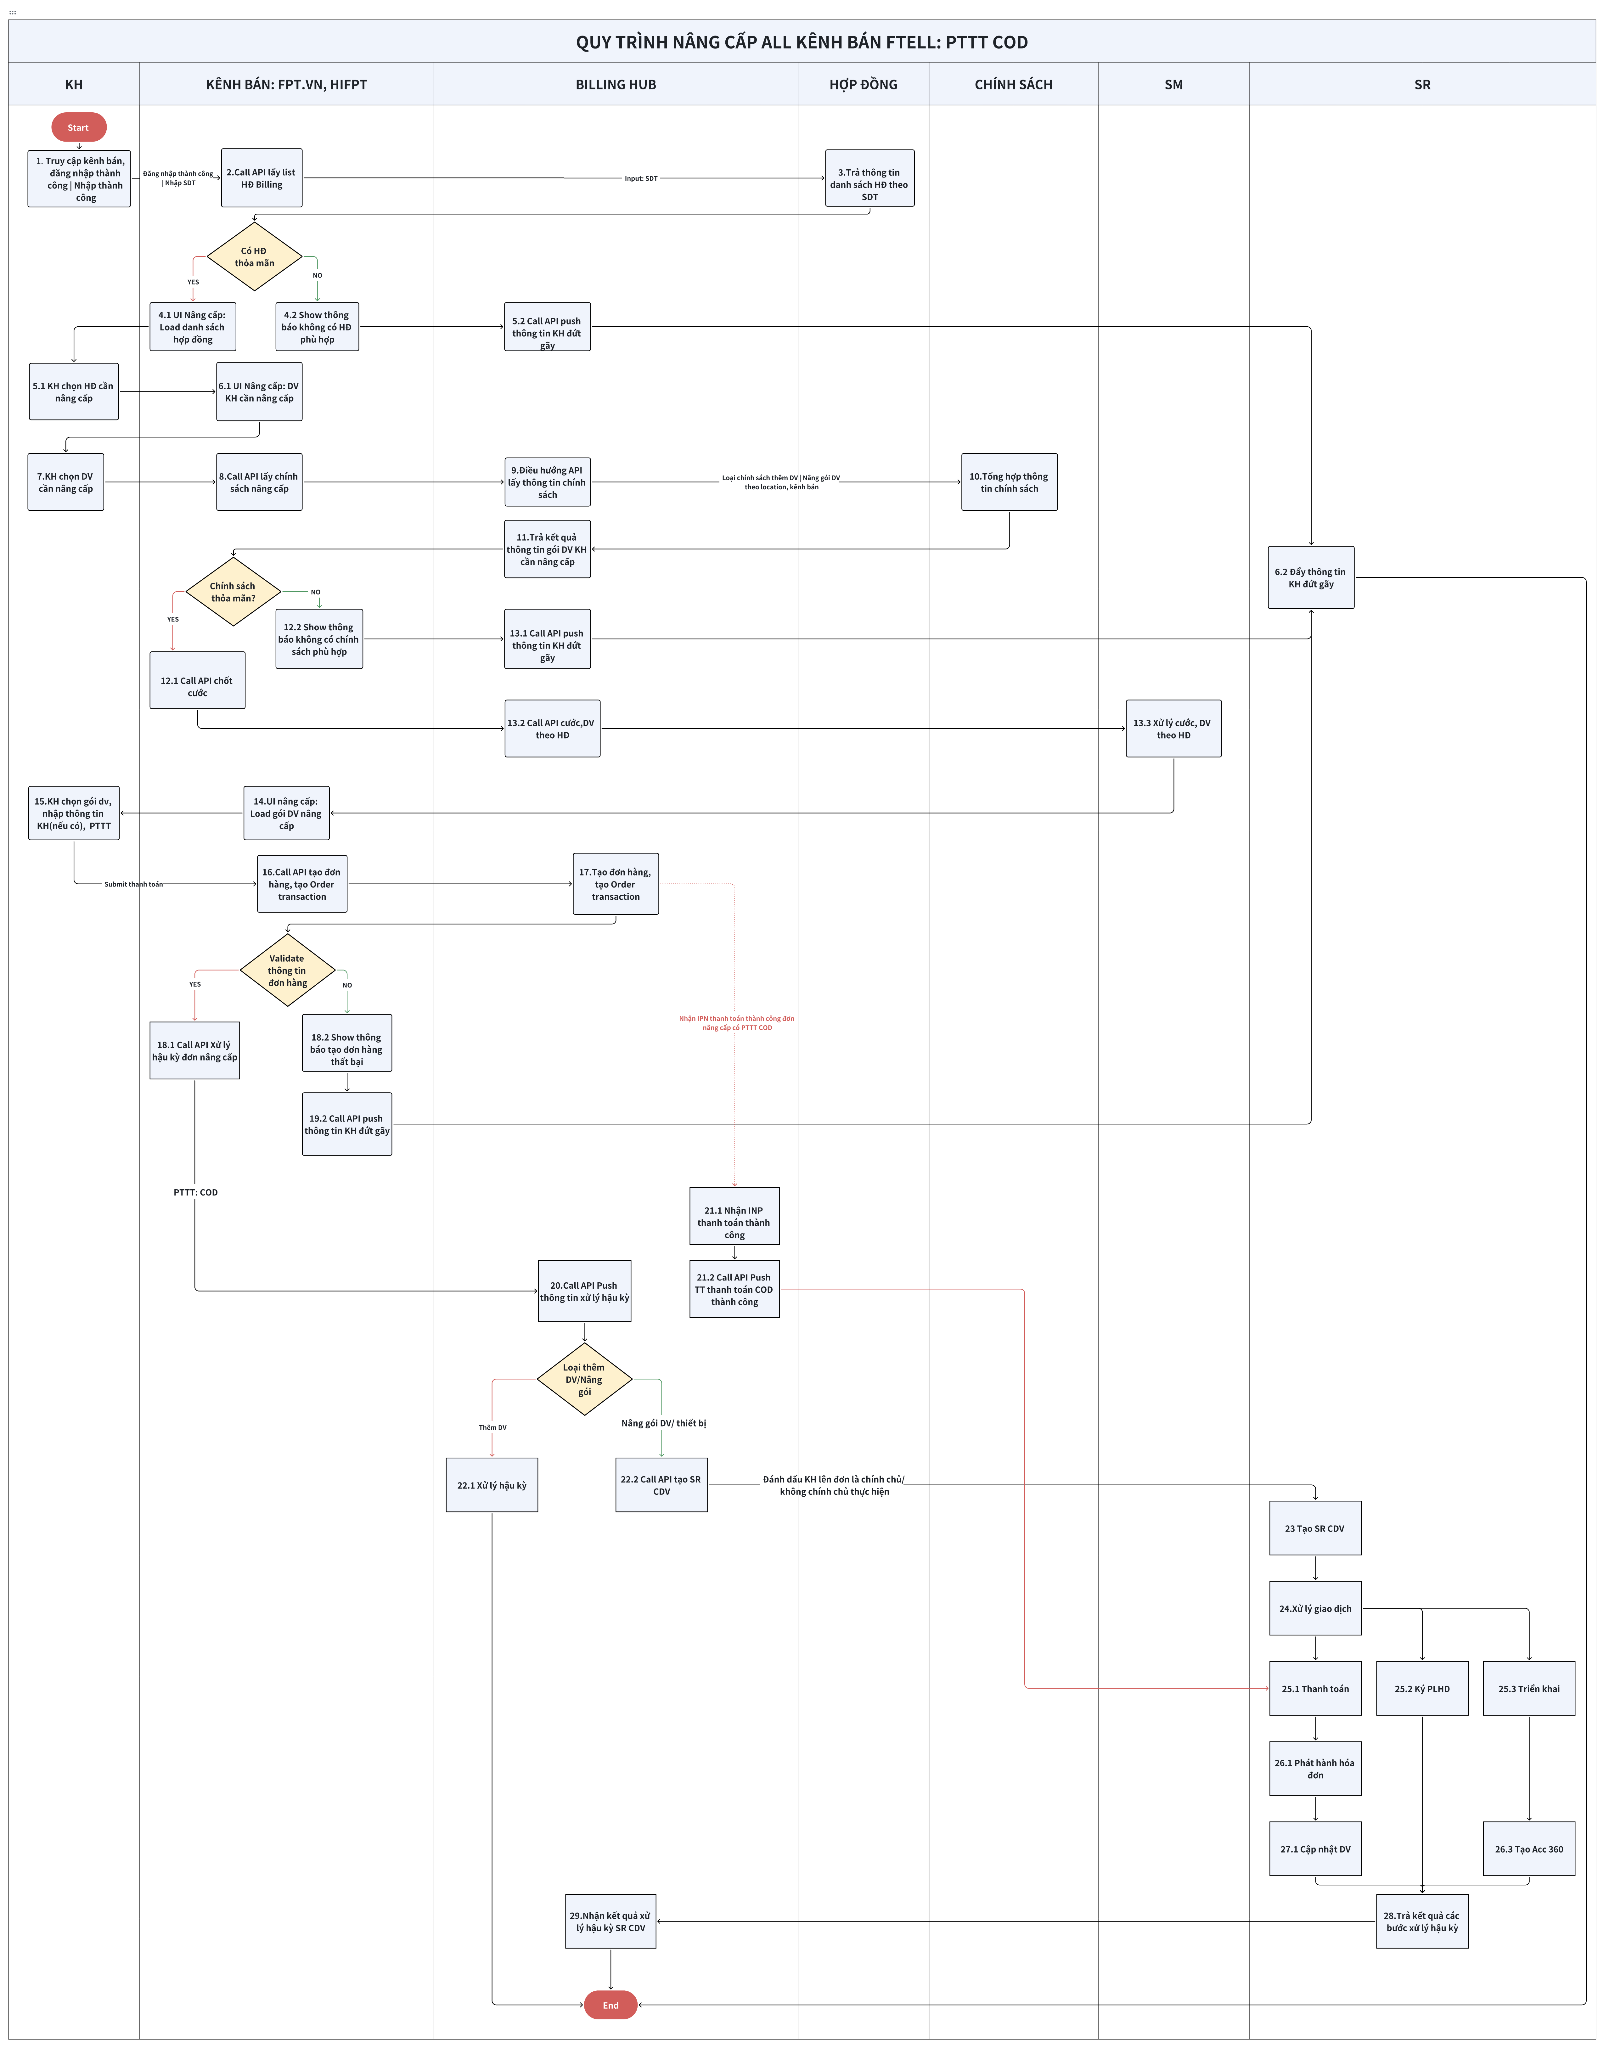 QUY TRÌNH NÂNG CẤP ALL KÊNH BÁN FTELL: PTTT COD
KH
KÊNH BÁN: FPT.VN, HIFPT
BILLING HUB
HỢP ĐỒNG
CHÍNH SÁCH
SM
SR
Start
1. Truy cập kênh bán,
đăng nhập thành
công | Nhập thành
công
Đăng nhập thành công
| Nhập SDT
2.Call API lấy list
HĐ Billing
Input: SDT
3.Trả thông tin
danh sách HĐ theo
SDT
Có HĐ
thỏa mãn
YES
NO
4.1 UI Nâng cấp:
Load danh sách
hợp đồng
4.2 Show thông
báo không có HĐ
phù hợp
5.2 Call API push
thông tin KH đứt
gãy
5.1 KH chọn HĐ cần
nâng cấp
6.1 UI Nâng cấp: DV
KH cần nâng cấp
7.KH chọn DV
cần nâng cấp
8.Call API lấy chính
sách nâng cấp
9.Điều hướng API
lấy thông tin chính
sách
Loại chính sách thêm DV | Nâng gói DV
theo location, kênh bán
10.Tổng hợp thông
tin chính sách
11.Trả kết quả
thông tin gói DV KH
cần nâng cấp
6.2 Đẩy thông tin
KH đứt gãy
Chính sách
thỏa mãn?
YES
NO
12.2 Show thông
báo không có chính
sách phù hợp
13.1 Call API push
thông tin KH đứt
gãy
12.1 Call API chốt
cước
13.2 Call API cước,DV
theo HĐ
13.3 Xử lý cước, DV
theo HĐ
15.KH chọn gói dv,
nhập thông tin
KH(nếu có), PTTT
14.UI nâng cấp:
Load gói DV nâng
cấp
Submit thanh toán
16.Call API tạo đơn
hàng, tạo Order
transaction
17.Tạo đơn hàng,
tạo Order
transaction
Validate
thông tin
đơn hàng
YES
NO
Nhận IPN thanh toán thành công đơn
nâng cấp có PTTT COD
18.1 Call API Xử lý
hậu kỳ đơn nâng cấp
18.2 Show thông
báo tạo đơn hàng
thất bại
19.2 Call API push
thông tin KH đứt gãy
PTTT: COD
21.1 Nhận INP
thanh toán thành
công
20.Call API Push
thông tin xử lý hậu kỳ
21.2 Call API Push
TT thanh toán COD
thành công
Loại thêm
DV/Nâng
gói
Thêm DV
Nâng gói DV/ thiết bị
22.1 Xử lý hậu kỳ
22.2 Call API tạo SR
CDV
Đánh dấu KH lên đơn là chính chủ/
không chính chủ thực hiện
23 Tạo SR CDV
24.Xử lý giao dịch
25.1 Thanh toán
25.2 Ký PLHD
25.3 Triển khai
26.1 Phát hành hóa
đơn
27.1 Cập nhật DV
26.3 Tạo Acc 360
29.Nhận kết quả xử
lý hậu kỳ SR CDV
28.Trả kết quả các
bước xử lý hậu kỳ
End